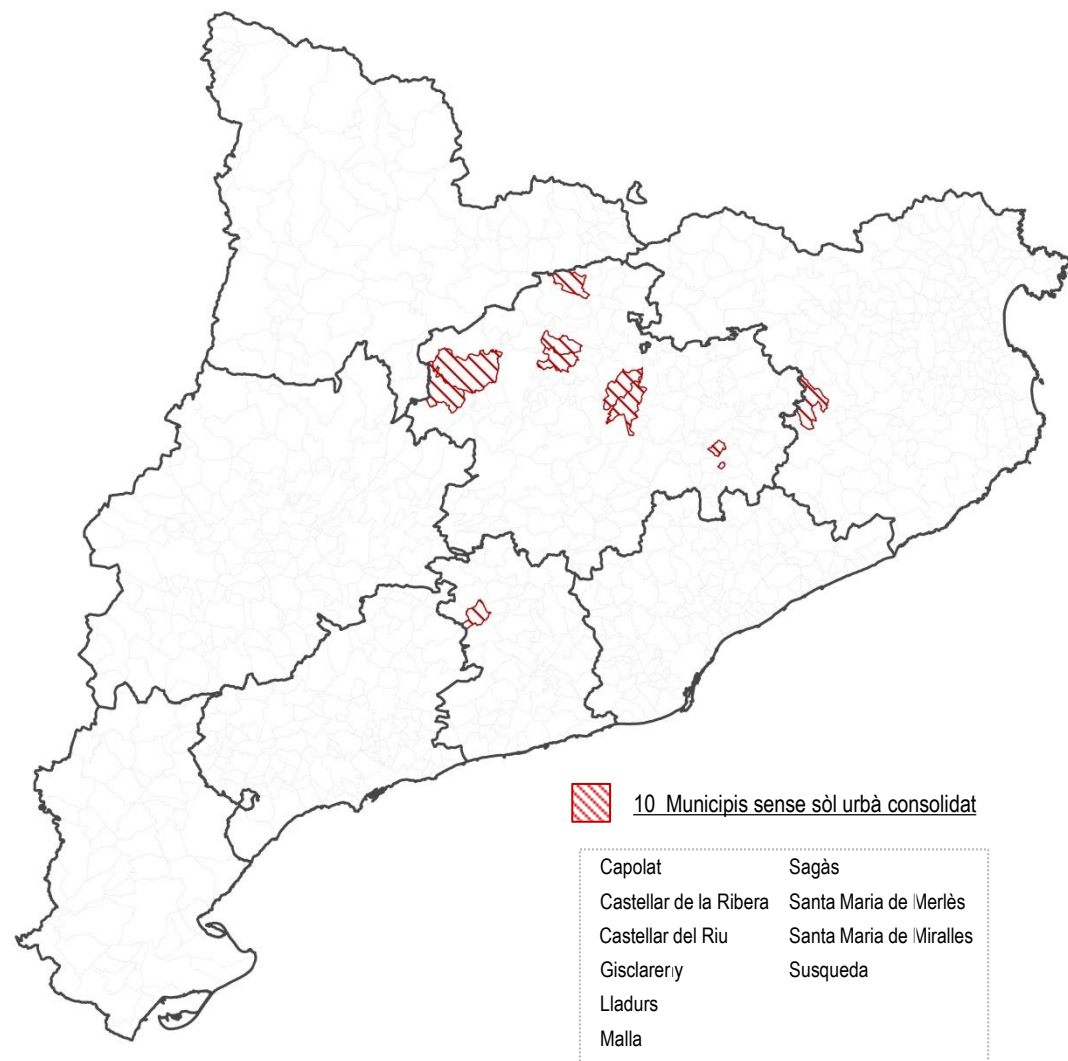 10 Municipis sense sòl urbà consolidat
Capolat
Castellar de la Ribera
Castellar del Riu
Gisclareny
Lladurs
Malla
Sagàs
Santa Maria de Merlès
Santa Maria de Miralles
Susqueda